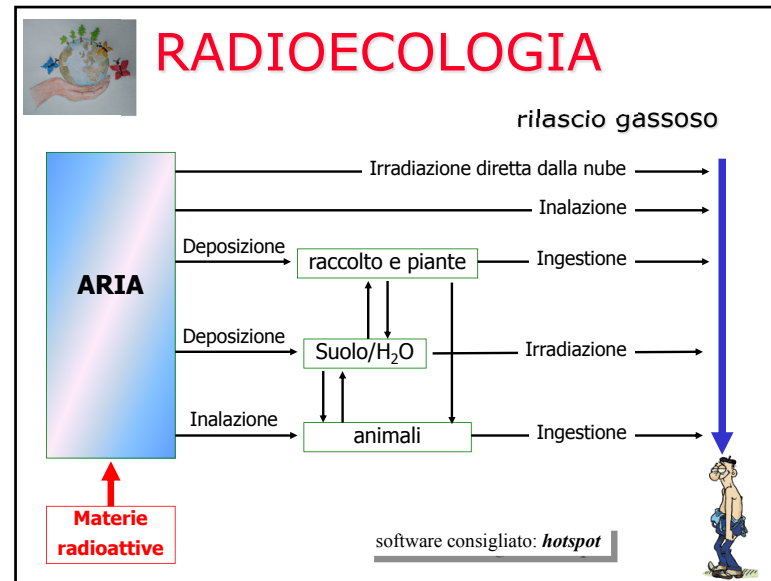 RADIOECOLOGIA
rilascio gassoso
Irradiazione diretta dalla nube
Inalazione
Deposizione
raccolto e piante
Ingestione
ARIA
Deposizione
Suolo/H₂O
Irradiazione
Inalazione
animali
Ingestione
Materie
radioattive
software consigliato: hotspot